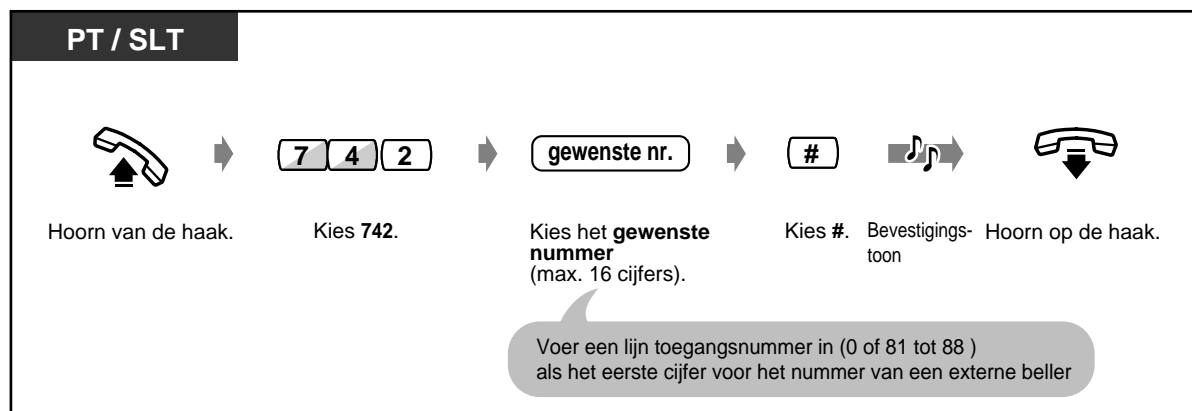 PT / SLT
7 4 2
gewenste nr.
#
Hoorn van de haak.
Kies 742.
Kies het gewenste
nummer
(max. 16 cijfers).
Kies #.
Bevestigings-
toon
Hoorn op de haak.
Voer een lijn toegangsnummer in (0 of 81 tot 88 )
als het eerste cijfer voor het nummer van een externe beller